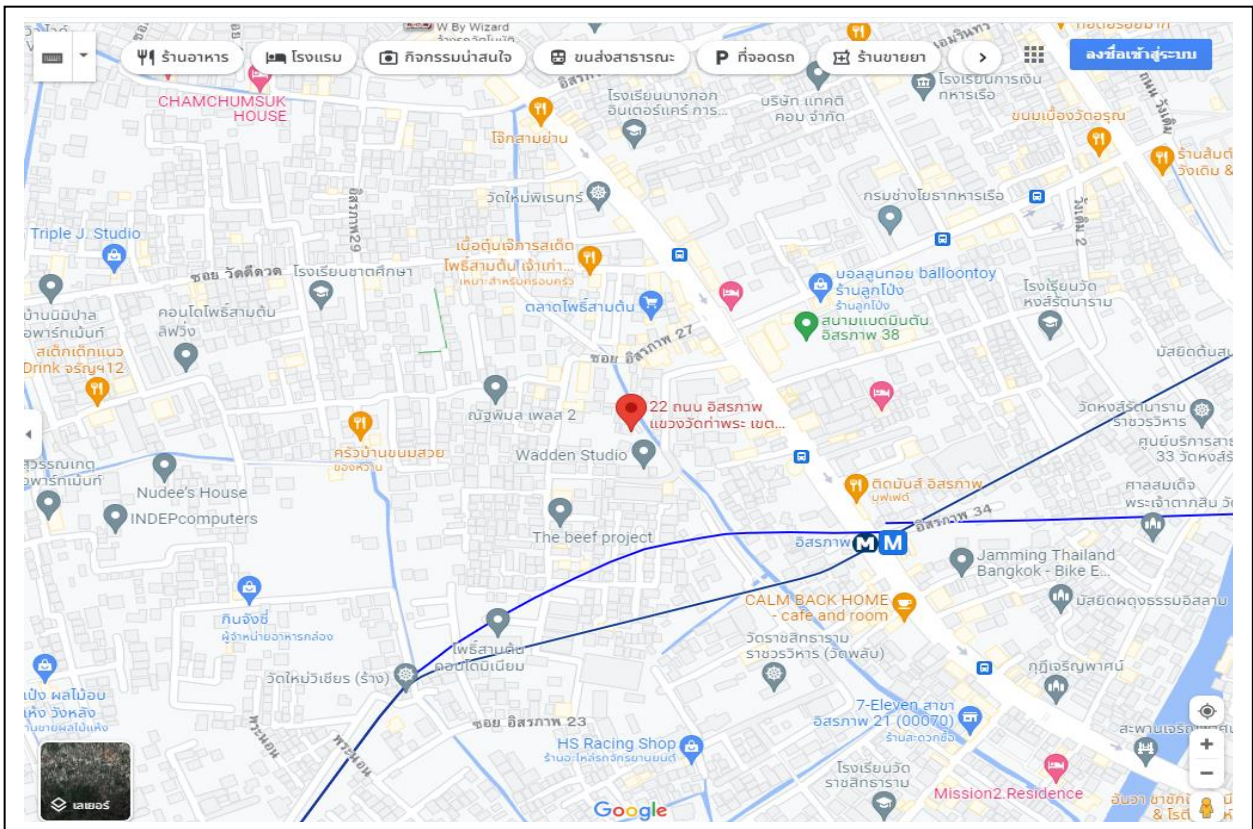 W By Wizard
ร้านอาหาร
โรงแรม
กิจกรรมน่าสนใจ
ขนส่งสาธารณะ
P ที่จอดรถ
ร้านขายยา
ลงชื่อเข้าสู่ระบบ
CHAMCHUMSUK
HOUSE
โจ๊กสามย่าน
โรงเรียนบางกอก
อินเตอร์แคร์ การ...
บริษัท แทคติ
คอม จำกัด
โรงเรียนการเงิน
ทหารเรือ
ขนมเบื้องวัดอรุณ
ถนน วังเดิม
ร้านส้มตำ
วังเดิม &
อิสรภาพ29
วัดใหม่พิเรนทร์
กรมช่างโยธาทหารเรือ
วังเดิม 2
Triple J. Studio
เนื้อตุ๋นเจ๊การสเต็ด
โพธิ์สามต้น เจ้าเก่า...
เหมาะสำหรับครอบครัว
ซอย วัดดีดวด
โรงเรียนชาตศึกษา
บอลลูนทอย balloontoy
ร้านลูกโป่ง
ร้านลูกโป่ง
โรงเรียนวัด
หงส์รัตนาราม
คอนโดโพธิ์สามต้น
ลิฟวิ่ง
ตลาดโพธิ์สามต้น
สนามแบดมินตัน
อิสรภาพ 38
ซอย อิสรภาพ 27
สเต็กเด็กแนว
Drink จรัญฯ12
ณัฐพิมล เพลส 2
22 ถนน อิสรภาพ
แขวงวัดท่าพระ เขต...
วัดหงส์รัตนาราม
ราชวรวิหาร
ครัวบ้านขนมสวย
ของหวาน
Wadden Studio
ศูนย์บริการสาธ
33 วัดหงส์รั
Nudee's House
ติดมันส์ อิสรภาพ
บุฟเฟต์
ศาลสมเด็จ
พระเจ้าตากสิน วั
INDEPcomputers
อิสรภาพ 34
The beef project
อิสรภาพ
M M
Jamming Thailand
Bangkok - Bike E...
กินจังซี่
ผู้จำหน่ายอาหารกล่อง
CALM BACK HOME
- cafe and room
มัสยิดผดุงธรรมอิสลาม
โพธิ์สามต้น
คอนโดมิเนียม
วัดราชสิทธาราม
ราชวรวิหาร (วัดพลับ)
กุฎีเจริญพาศน์
วัดใหม่วิเชียร (ร้าง)
7-Eleven สาขา
อิสรภาพ 21 (00070)
ร้านสะดวกซื้อ
พระนอน
พระนอน
ซอย อิสรภาพ 23
HS Racing Shop
ร้านอะไหล่รถจักรยานยนต์
เลเยอร์
Google
โรงเรียนวัด
ราชสิทธาราม
Mission2.Residence